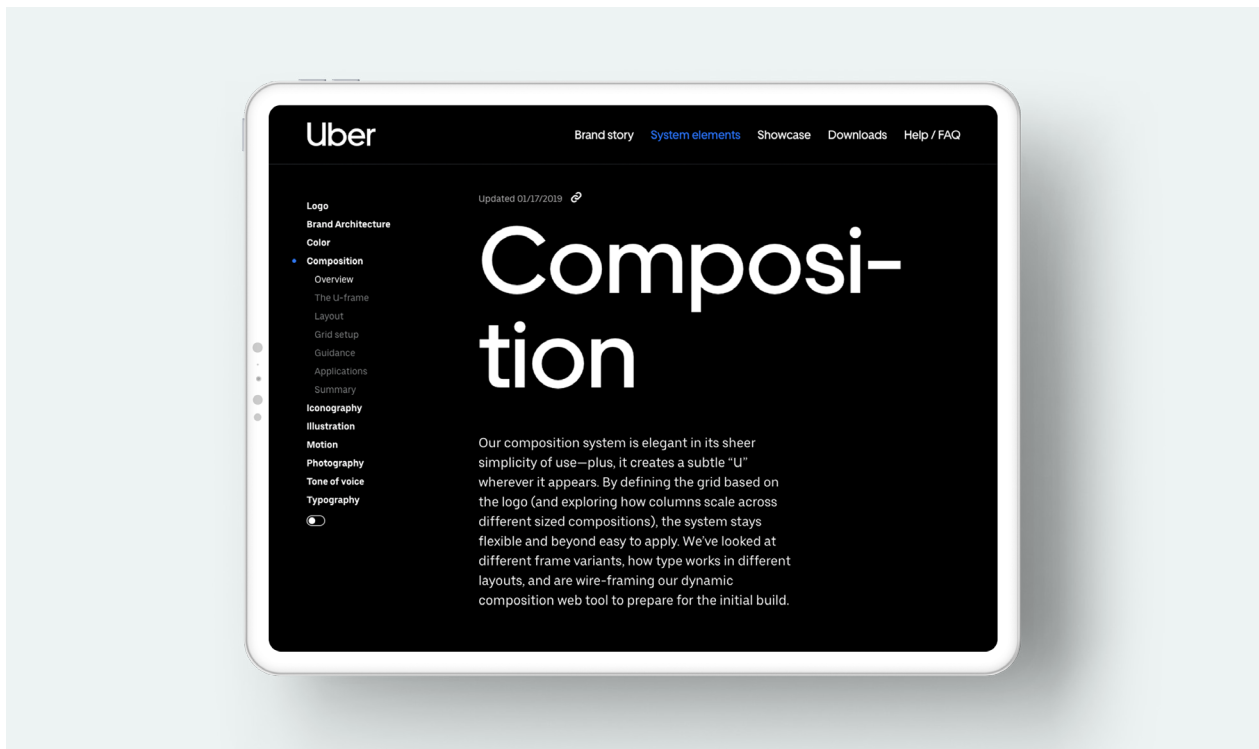 Uber
Brand story System elements Showcase Downloads Help / FAQ
Logo
Brand Architecture
Color
Composition
Overview
The U-frame
Layout
Grid setup
Guidance
Applications
Summary
Iconography
Illustration
Motion
Photography
Tone of voice
Typography
Updated 01/17/2019
Composi-
tion
Our composition system is elegant in its sheer
simplicity of use—plus, it creates a subtle “U”
wherever it appears. By defining the grid based on
the logo (and exploring how columns scale across
different sized compositions), the system stays
flexible and beyond easy to apply. We’ve looked at
different frame variants, how type works in different
layouts, and are wire-framing our dynamic
composition web tool to prepare for the initial build.